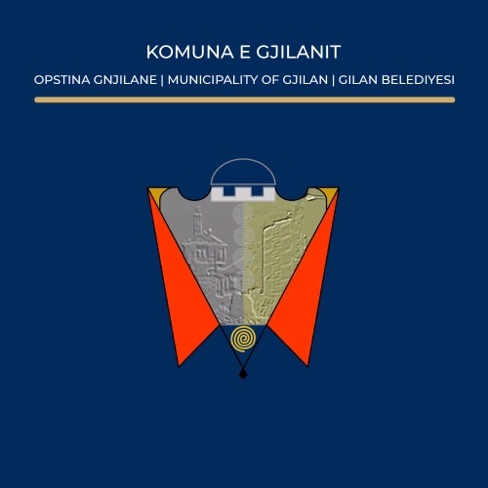 KOMUNA E GJILANIT
OPSTINA GNJILANE | MUNICIPALITY OF GJILAN | GILAN BELEDIYESI